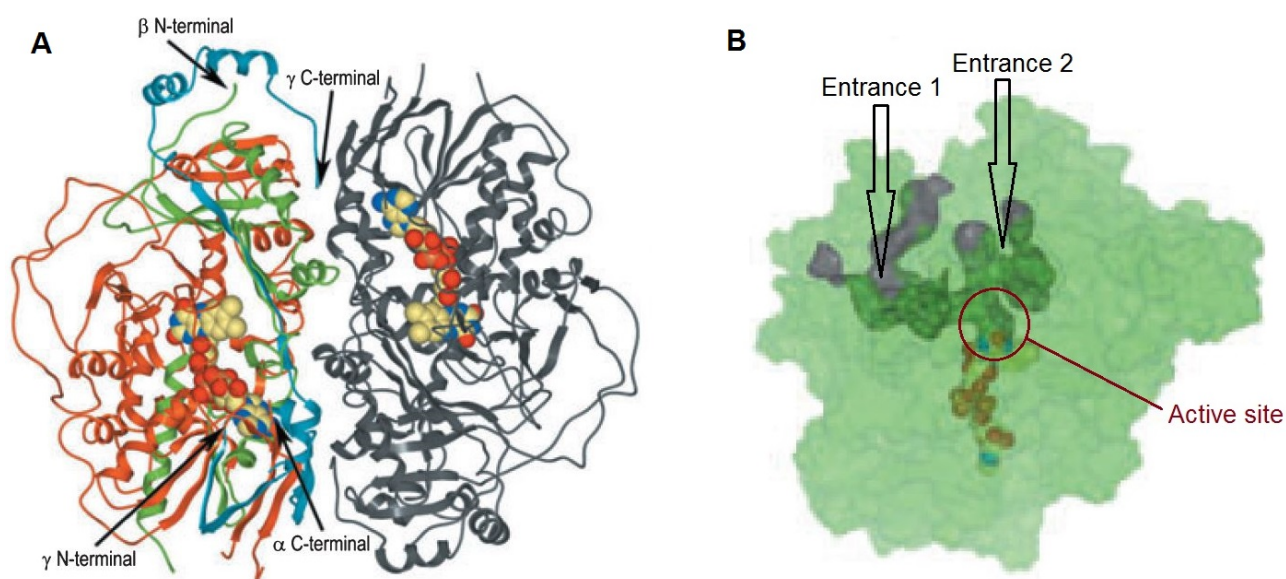 A
β N-terminal
γ C-terminal
γ N-terminal
α C-terminal
B
Entrance 1
Entrance 2
Active site